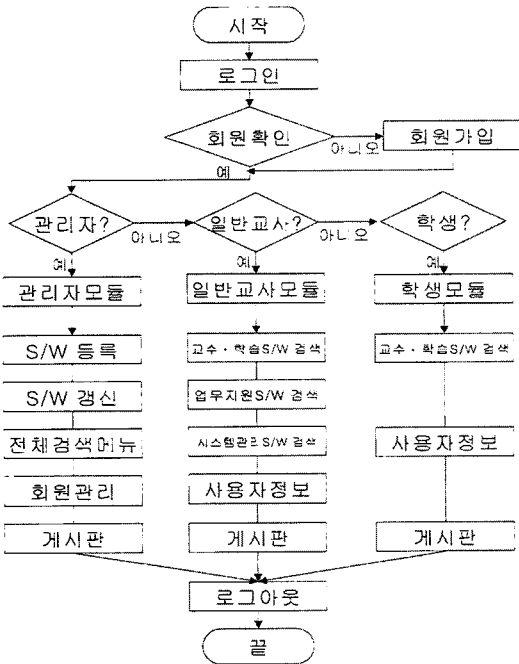 시작
로그인
회원확인
아니오
회원가입
예
관리자?
아니오
일반교사?
아니오
학생?
예
예
예
관리자모듈
일반교사모듈
학생모듈
S/W 등록
교수·학습S/W 검색
교수·학습S/W 검색
S/W 갱신
업무지원S/W 검색
전체검색메뉴
시스템관리S/W 검색
사용자정보
회원관리
사용자정보
게시판
게시판
게시판
로그아웃
끝